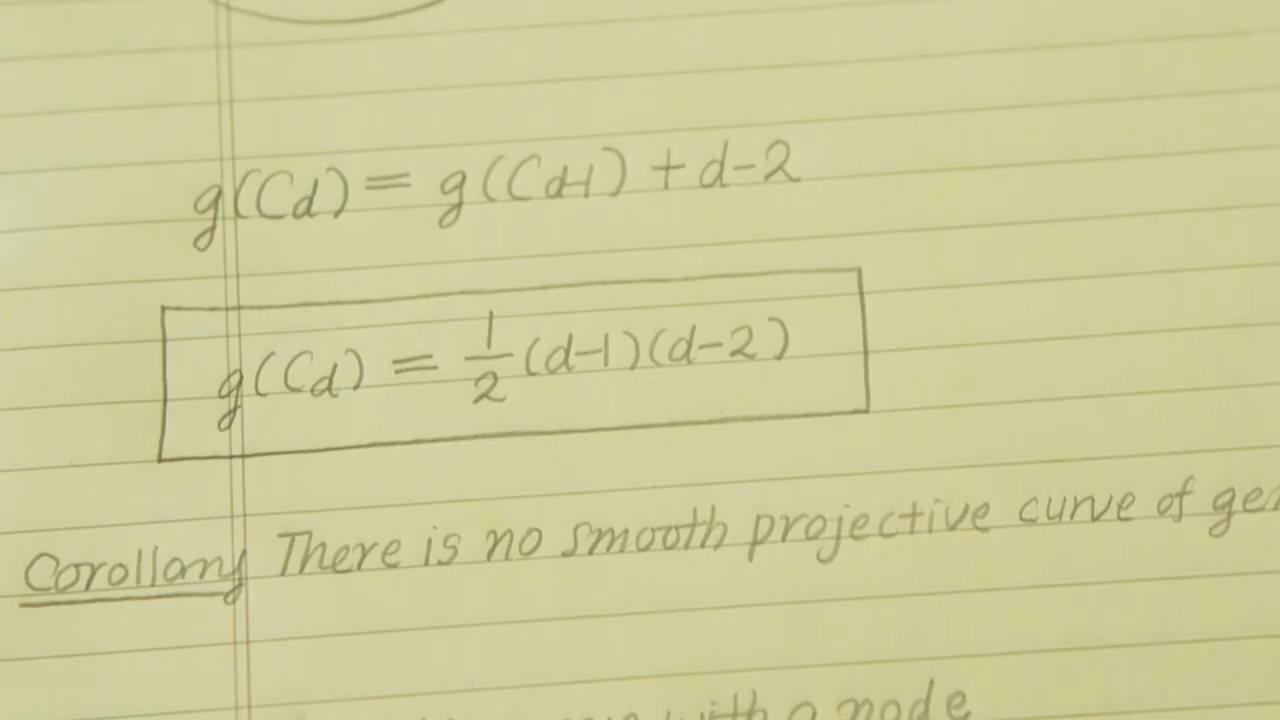 g(Cd) = g(Cd-1) + d-2
g(Cd) = 1/2 (d-1)(d-2)
Corollary There is no smooth projective curve of
with a node